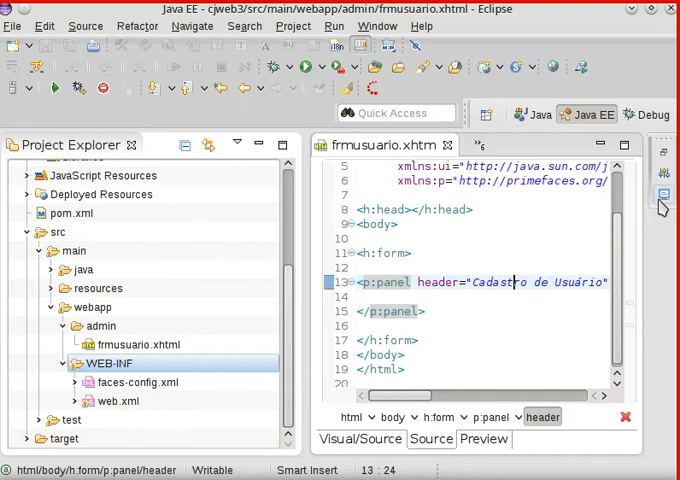 Java EE - cjweb3/src/main/webapp/admin/frmusuario.xhtml - Eclipse
File Edit Source Refactor Navigate Search Project Run Window Help
Quick Access
Java
Java EE
Debug
Project Explorer
JavaScript Resources
Deployed Resources
pom.xml
src
main
java
resources
webapp
admin
frmusuario.xhtml
WEB-INF
faces-config.xml
web.xml
test
target
frmusuario.xhtm
»6
5 xmlns:ui="http://java.sun.com/j
6 xmlns:p="http://primefaces.org/
7
8 <h:head></h:head>
9 <body>
10
11 <h:form>
12
13 <p:panel header="Cadastro de Usuário"
14
15 </p:panel>
16
17 </h:form>
18 </body>
19 </html>
20
html body h:form p:panel header
Visual/Source Source Preview
html/body/h:form/p:panel/header Writable Smart Insert 13 : 24